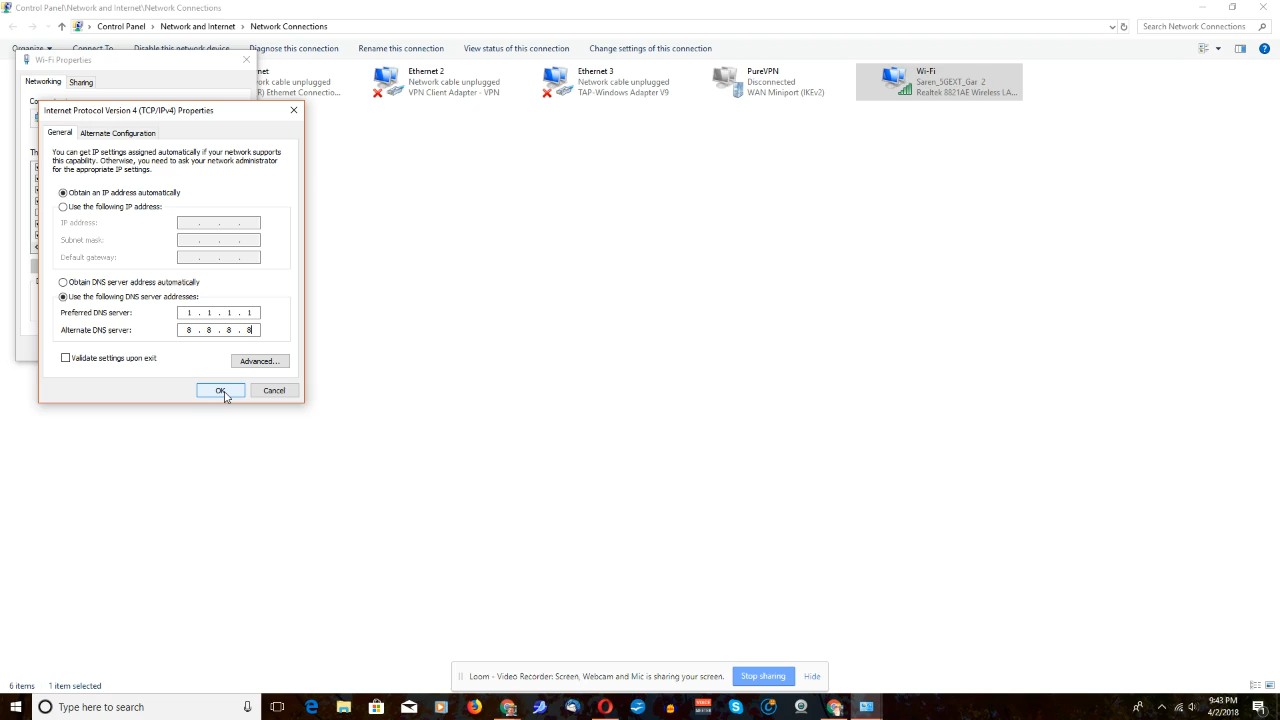 Control Panel\Network and Internet\Network Connections
Control Panel > Network and Internet > Network Connections
Search Network Connections
Organize
Connect To
Disable this network device
Diagnose this connection
Rename this connection
View status of this connection
Change settings of this connection
Ethernet 2
Network cable unplugged
VPN Client Adapter - VPN
Ethernet 3
Network cable unplugged
TAP-Windows Adapter V9
PureVPN
Disconnected
WAN Miniport (IKEv2)
Wi-Fi
Saren_5GEXT_Gar 2
Realtek 8821AE Wireless LA...
net
cable unplugged
R) Ethernet Connectio...
Wi-Fi Properties
Networking
Sharing
Internet Protocol Version 4 (TCP/IPv4) Properties
General
Alternate Configuration
You can get IP settings assigned automatically if your network supports
this capability. Otherwise, you need to ask your network administrator
for the appropriate IP settings.
Obtain an IP address automatically
Use the following IP address:
IP address:
Subnet mask:
Default gateway:
Obtain DNS server address automatically
Use the following DNS server addresses:
Preferred DNS server: 1 . 1 . 1 . 1
Alternate DNS server: 8 . 8 . 8 . 8
Validate settings upon exit
Advanced...
OK
Cancel
Loom - Video Recorder: Screen, Webcam and Mic is sharing your screen.
Stop sharing
Hide
6 items
1 item selected
Type here to search
9:43 PM
4/2/2018